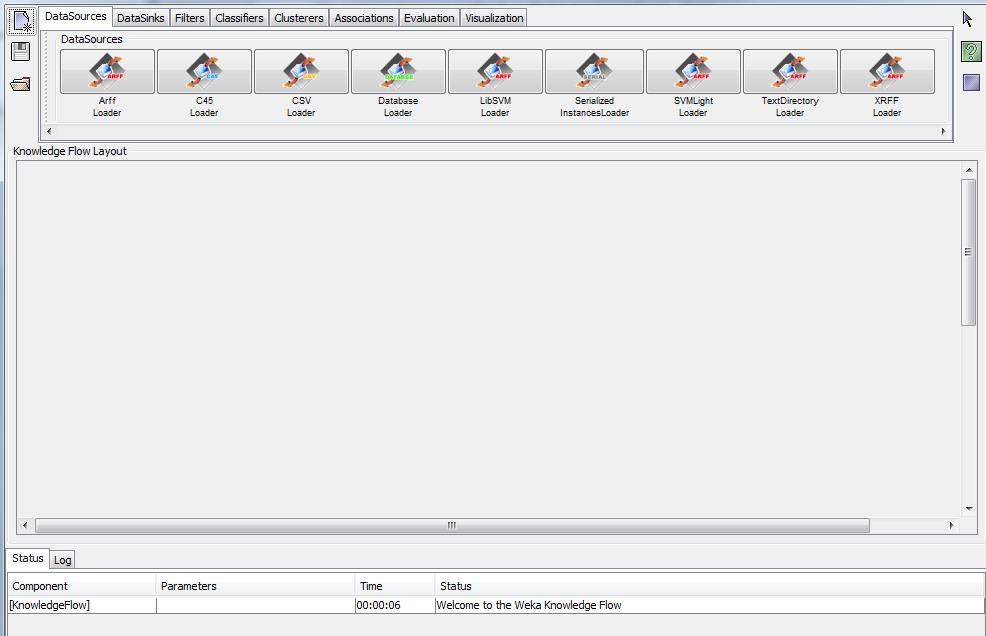 DataSources DataSinks Filters Classifiers Clusterers Associations Evaluation Visualization
DataSources
ARFF C45 CSV DATABSE ARFF SERIAL ARFF ARFF ARFF
Arff C45 CSV Database LibSVM Serialized SVMLight TextDirectory XRFF
Loader Loader Loader Loader Loader InstancesLoader Loader Loader Loader
Knowledge Flow Layout
Status Log
Component Parameters Time Status
[KnowledgeFlow] 00:00:06 Welcome to the Weka Knowledge Flow